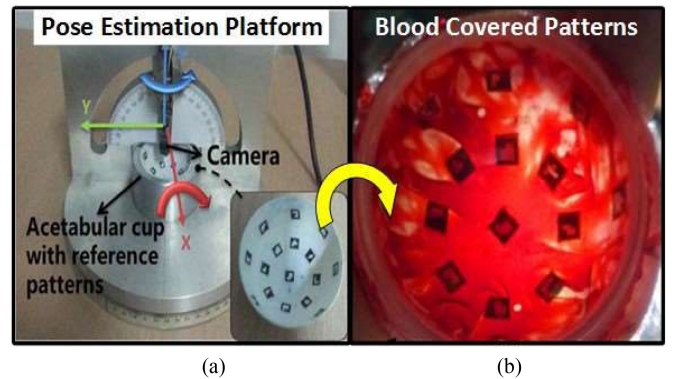 Pose Estimation Platform
Blood Covered Patterns
Y
Camera
Acetabular cup
with reference
patterns
X
(a)
(b)